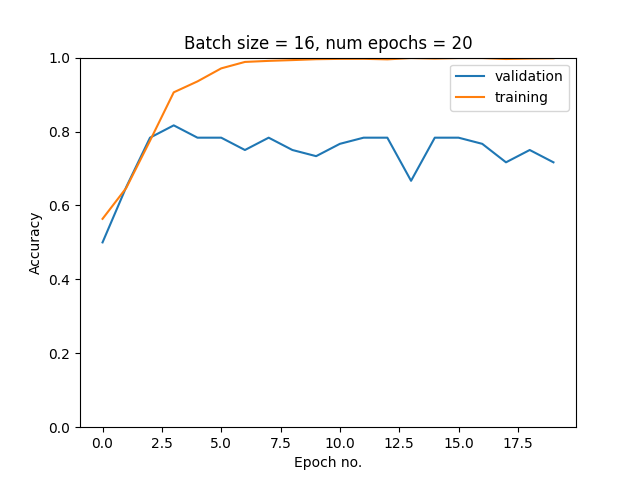 Batch size = 16, num epochs = 20
1.0
0.8
0.6
0.4
0.2
0.0
Accuracy
validation
training
0.0 2.5 5.0 7.5 10.0 12.5 15.0 17.5
Epoch no.